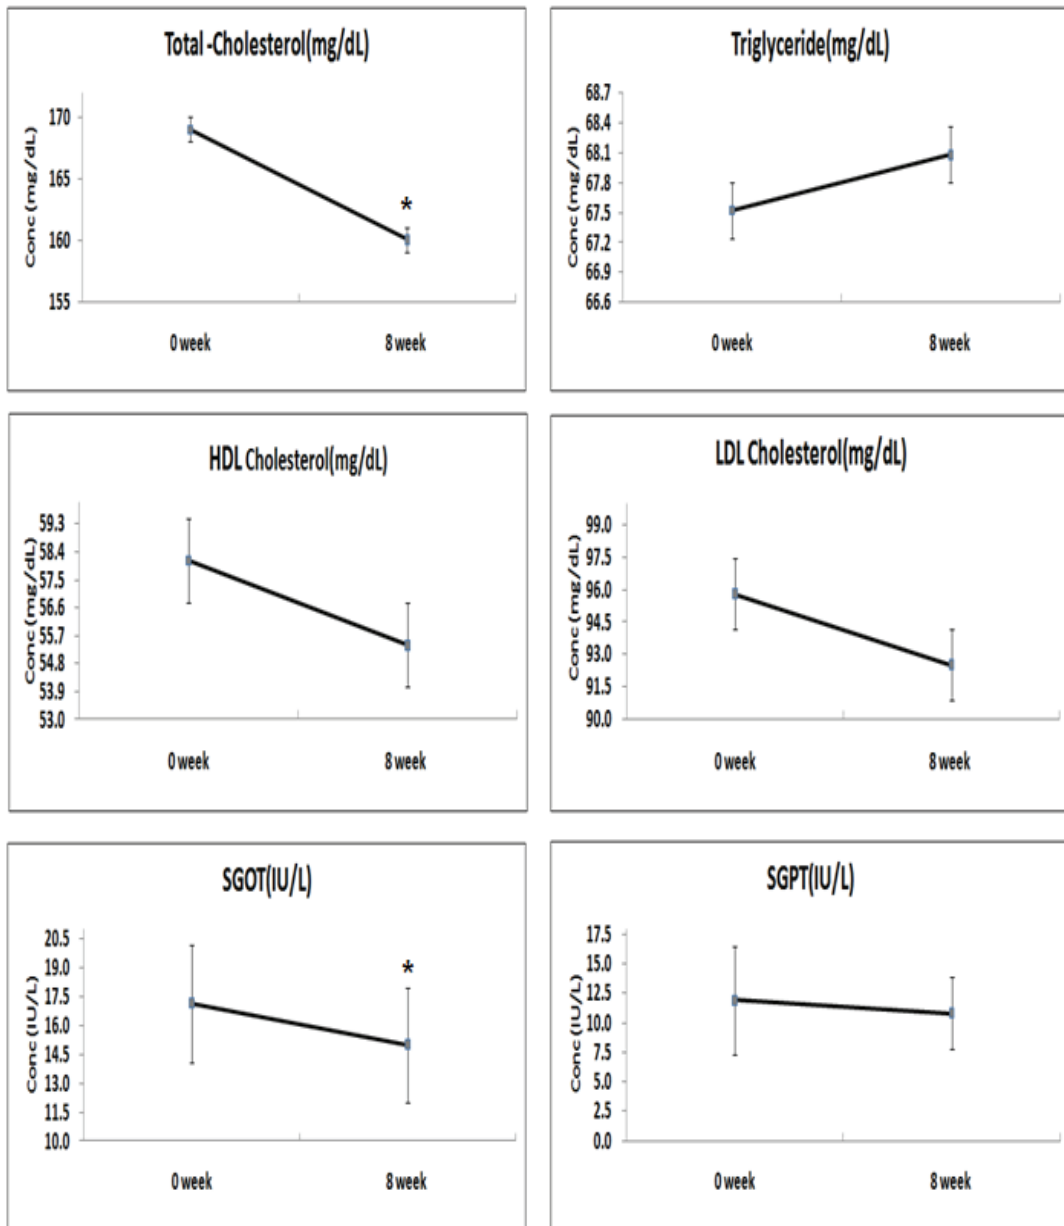 Total -Cholesterol(mg/dL)
Conc (mg/dL)
170
165
160
155
*
0 week
8 week
Triglyceride(mg/dL)
Conc (mg/dL)
68.7
68.4
68.1
67.8
67.5
67.2
66.9
66.6
0 week
8 week
HDL Cholesterol(mg/dL)
Conc (mg/dL)
59.3
58.4
57.5
56.6
55.7
54.8
53.9
53.0
0 week
8 week
LDL Cholesterol(mg/dL)
Conc (mg/dL)
99.0
97.5
96.0
94.5
93.0
91.5
90.0
0 week
8 week
SGOT(IU/L)
Conc (IU/L)
20.5
19.0
17.5
16.0
14.5
13.0
11.5
10.0
*
0 week
8 week
SGPT(IU/L)
Conc (IU/L)
17.5
15.0
12.5
10.0
7.5
5.0
2.5
0.0
0 week
8 week